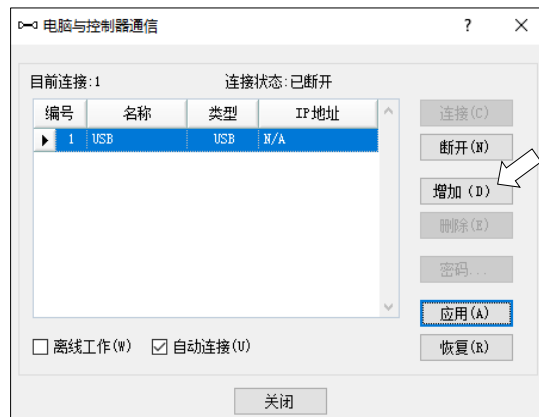 电脑与控制器通信
目前连接:1 连接状态:已断开
编号 名称 类型 IP地址
1 USB USB N/A
连接(C)
断开(N)
增加 (D)
删除(E)
密码...
应用(A)
恢复(R)
离线工作(W) 自动连接(U)
关闭